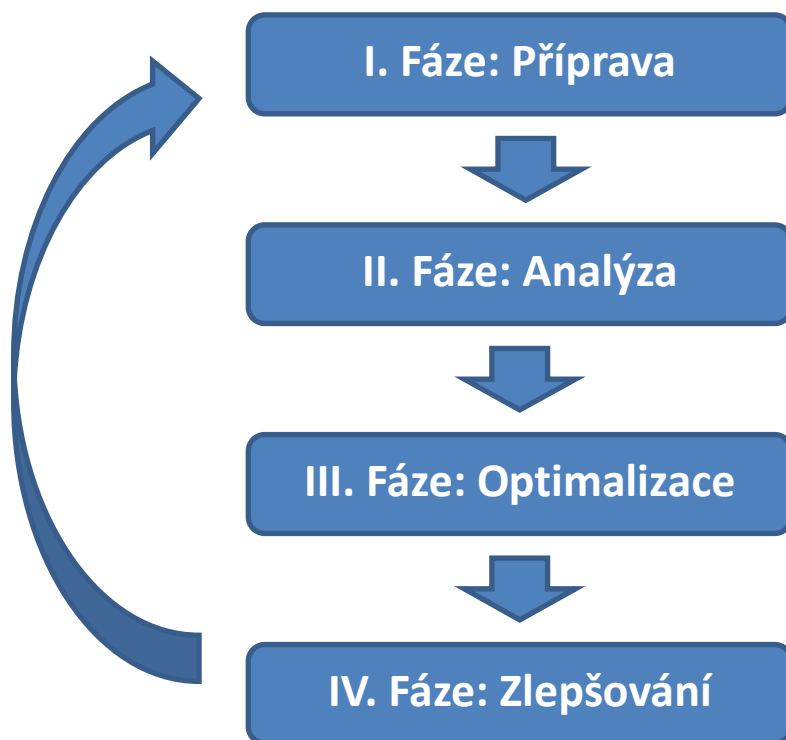 I. Fáze: Příprava
II. Fáze: Analýza
III. Fáze: Optimalizace
IV. Fáze: Zlepšování